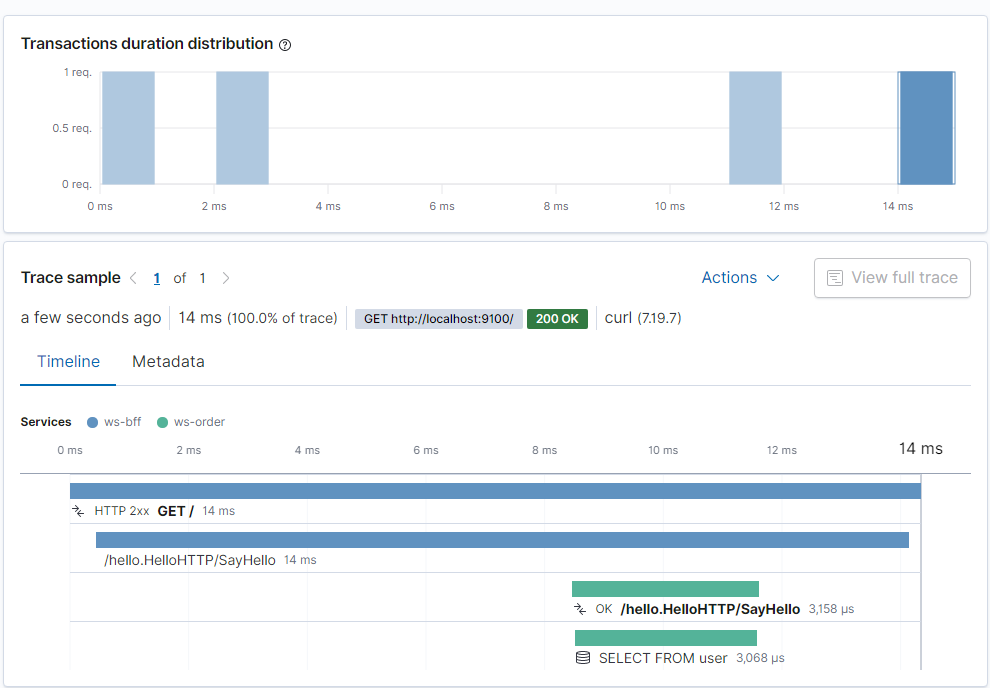 Transactions duration distribution
1 req.
0.5 req.
0 req.
0 ms 2 ms 4 ms 6 ms 8 ms 10 ms 12 ms 14 ms
Trace sample 1 of 1 Actions View full trace
a few seconds ago 14 ms (100.0% of trace) GET http://localhost:9100/ 200 OK curl (7.19.7)
Timeline Metadata
Services ws-bff ws-order
0 ms 2 ms 4 ms 6 ms 8 ms 10 ms 12 ms 14 ms
HTTP 2xx GET / 14 ms
/hello.HelloHTTP/SayHello 14 ms
OK /hello.HelloHTTP/SayHello 3,158 μs
SELECT FROM user 3,068 μs